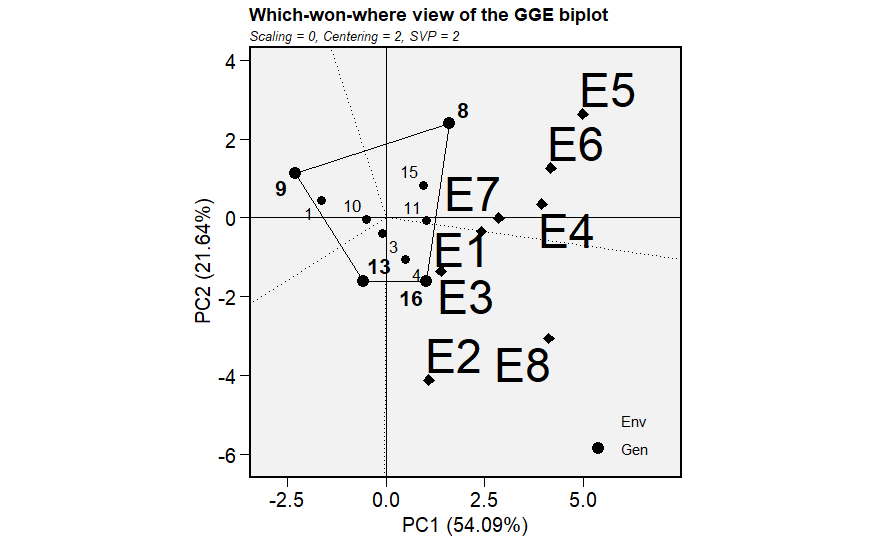 Which-won-where view of the GGE biplot
Scaling = 0, Centering = 2, SVP = 2
4
2
0
-2
-4
-6
PC2 (21.64%)
E5
8
E6
15
9
E7
1
10
11
E4
3
E1
13
4
16
E3
E2
E8
Env
Gen
-2.5
0.0
2.5
5.0
PC1 (54.09%)